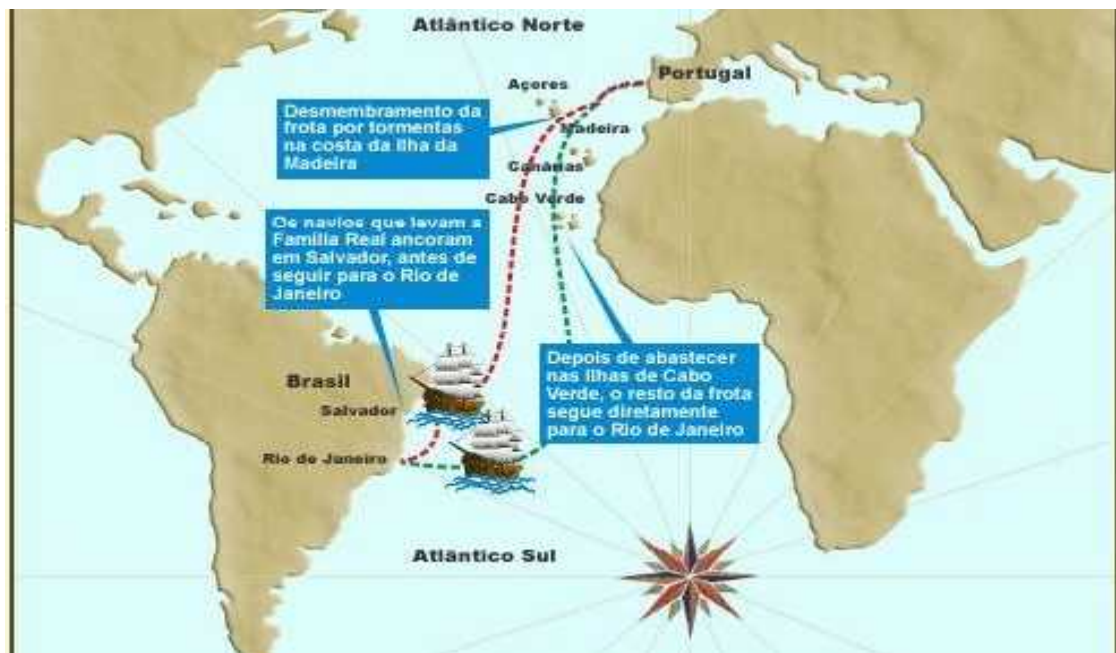 Atlântico Norte
Portugal
Açores
Desmembramento da
frota por tormentas
na costa da Ilha da
Madeira
Madeira
Canárias
Cabo Verde
Os navios que levam a
Família Real ancoram
em Salvador, antes de
seguir para o Rio de
Janeiro
Depois de abastecer
nas Ilhas de Cabo
Verde, o resto da frota
segue diretamente
para o Rio de Janeiro
Brasil
Salvador
Rio de Janeiro
Atlântico Sul